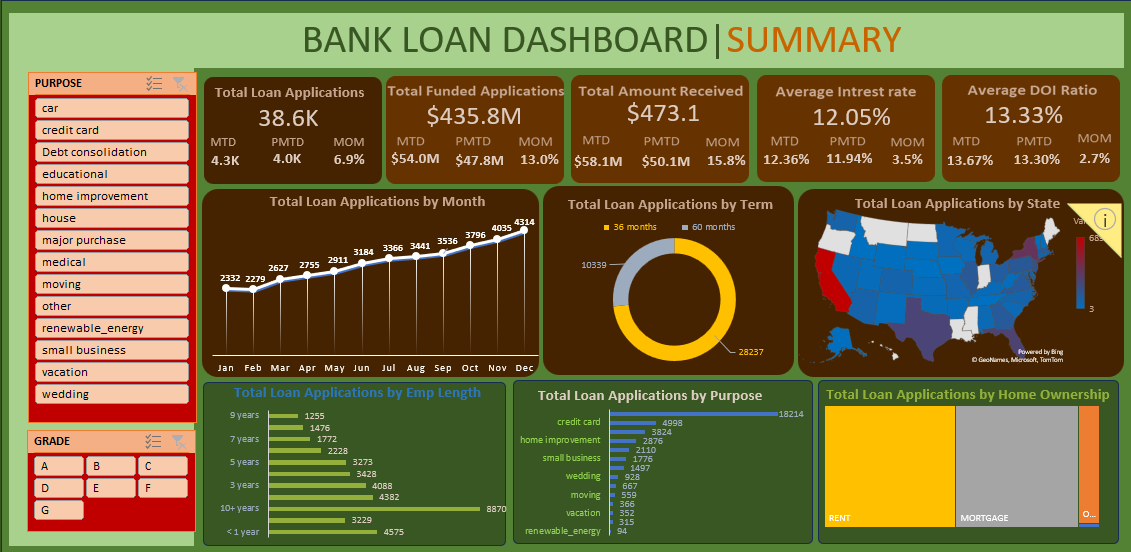 BANK LOAN DASHBOARD|SUMMARY
PURPOSE
car
credit card
Debt consolidation
educational
home improvement
house
major purchase
medical
moving
other
renewable_energy
small business
vacation
wedding
GRADE
A B C
D E F
G
Total Loan Applications
38.6K
MTD PMTD MOM
4.3K 4.0K 6.9%
Total Funded Applications
$435.8M
MTD PMTD MOM
$54.0M $47.8M 13.0%
Total Amount Received
$473.1
MTD PMTD MOM
$58.1M $50.1M 15.8%
Average Intrest rate
12.05%
MTD PMTD MOM
12.36% 11.94% 3.5%
Average DOI Ratio
13.33%
MTD PMTD MOM
13.67% 13.30% 2.7%
Total Loan Applications by Month
2332 2279 2627 2755 2911 3184 3366 3441 3536 3796 4035 4314
Jan Feb Mar Apr May Jun Jul Aug Sep Oct Nov Dec
Total Loan Applications by Term
36 months 60 months
10339
28237
Total Loan Applications by State
3
Powered by Bing
© GeoNames, Microsoft, TomTom
Total Loan Applications by Emp Length
9 years 1255
1476
7 years 1772
2228
5 years 3273
3428
3 years 4088
4382
10+ years 8870
3229
< 1 year 4575
Total Loan Applications by Purpose
18214
credit card 4998
3824
home improvement 2876
2110
small business 1776
1497
wedding 928
667
moving 559
366
vacation 352
315
renewable_energy 94
Total Loan Applications by Home Ownership
RENT
MORTGAGE
O...